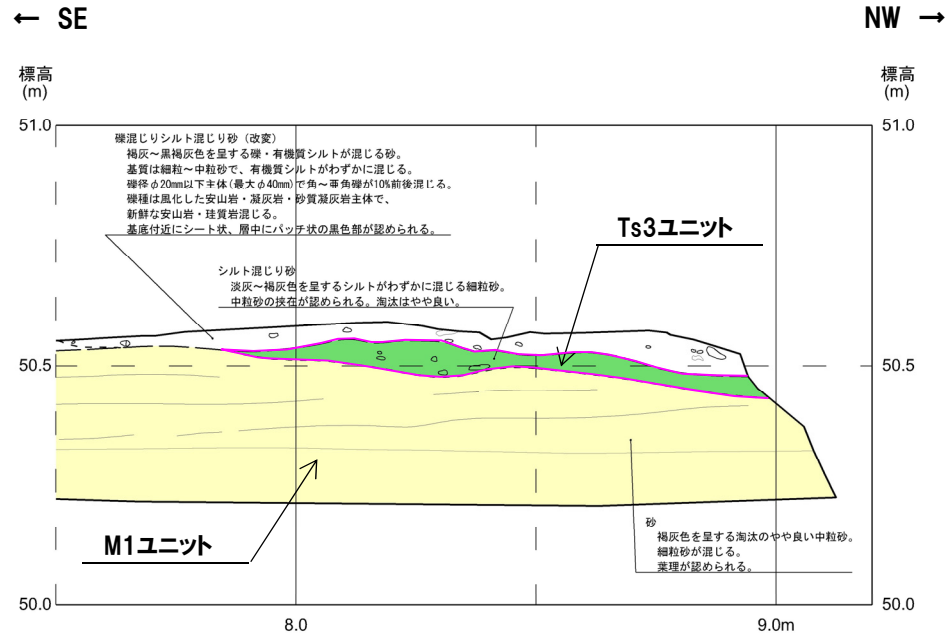 ← SE
NW →
標高
(m)
標高
(m)
51.0
51.0
礫混じりシルト混じり砂（改変）
褐灰～黒褐灰色を呈する礫・有機質シルトが混じる砂。
基質は細粒～中粒砂で、有機質シルトがわずかに混じる。
礫径φ20mm以下主体(最大φ40mm)で角～亜角礫が10%前後混じる。
礫種は風化した安山岩・凝灰岩・砂質凝灰岩主体で、
新鮮な安山岩・珪質岩混じる。
基底付近にシート状、層中にパッチ状の黒色部が認められる。
Ts3ユニット
シルト混じり砂
淡灰～褐灰色を呈するシルトがわずかに混じる細粒砂。
中粒砂の挟在が認められる。淘汰はやや良い。
50.5
50.5
M1ユニット
砂
褐灰色を呈する淘汰のやや良い中粒砂。
細粒砂が混じる。
葉理が認められる。
50.0
50.0
8.0
9.0m